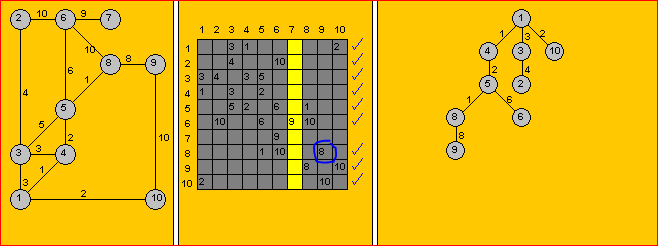 2 10 6 9 7
10
8 8 9
6 1
4
5
5 2 10
3 3 4
1
3 2
1 10
1 2 3 4 5 6 7 8 9 10
1 3 1 2 ✓
2 4 10 ✓
3 3 4 3 5 ✓
4 1 3 2 ✓
5 5 2 6 1 ✓
6 10 6 9 10 ✓
7 9
8 1 10 8 ✓
9 8 10 ✓
10 2 10 ✓
1
1 3 2
4 3 10
2 4
5 2
1 6
8 6
8
9